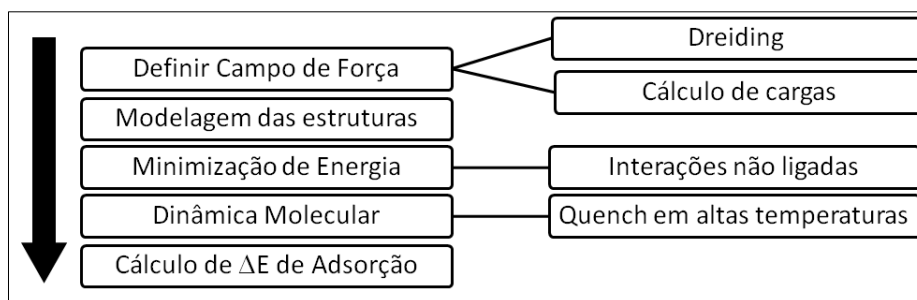 Definir Campo de Força
Dreiding
Cálculo de cargas
Modelagem das estruturas
Minimização de Energia
Interações não ligadas
Dinâmica Molecular
Quench em altas temperaturas
Cálculo de ΔE de Adsorção